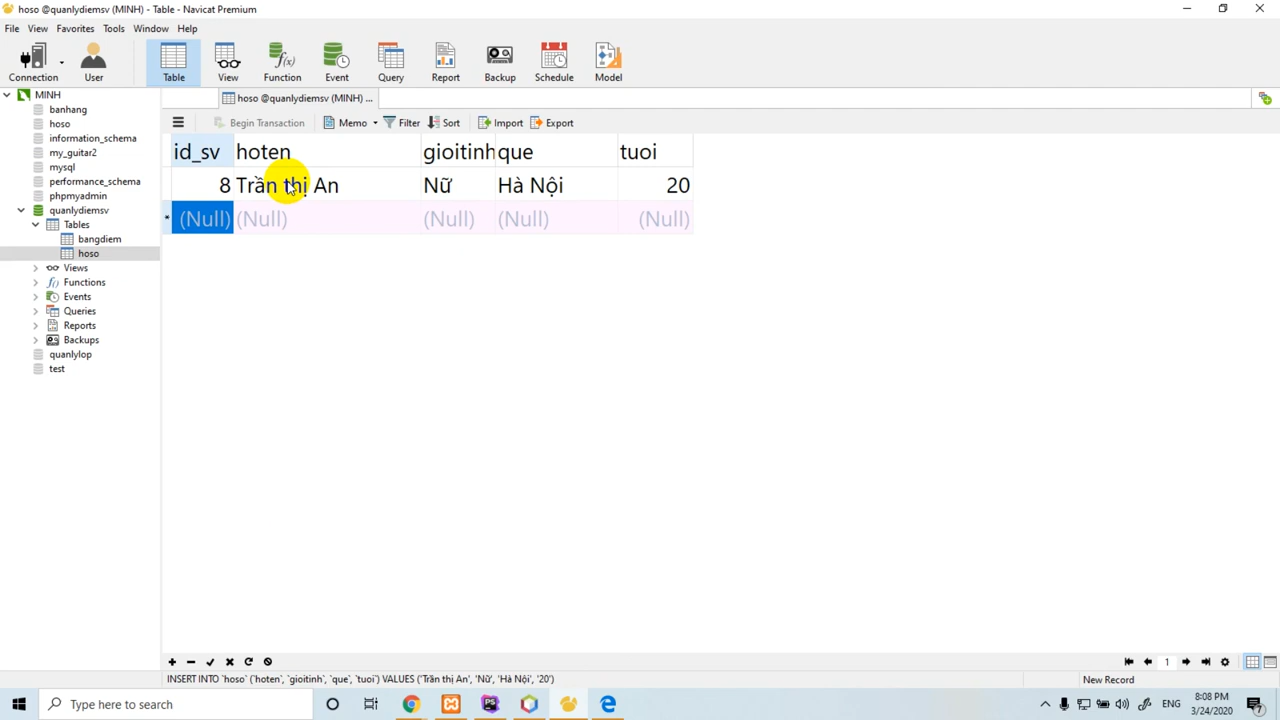 hoso @quanlydiemsv (MINH) - Table - Navicat Premium
File View Favorites Tools Window Help
Connection User Table View Function Event Query Report Backup Schedule Model
MINH
banhang
hoso
information_schema
my_guitar2
mysql
performance_schema
phpmyadmin
quanlydiemsv
Tables
bangdiem
hoso
Views
Functions
Events
Queries
Reports
Backups
quanlylop
test
hoso @quanlydiemsv (MINH) ...
Begin Transaction Memo Filter Sort Import Export
id_sv hoten gioitinh que tuoi
8 Trần thị An Nữ Hà Nội 20
* (Null) (Null) (Null) (Null) (Null)
1
INSERT INTO `hoso` (`hoten`, `gioitinh`, `que`, `tuoi`) VALUES ('Trần thị An', 'Nữ', 'Hà Nội', '20')
New Record
Type here to search
PS
ENG
8:08 PM
3/24/2020
7